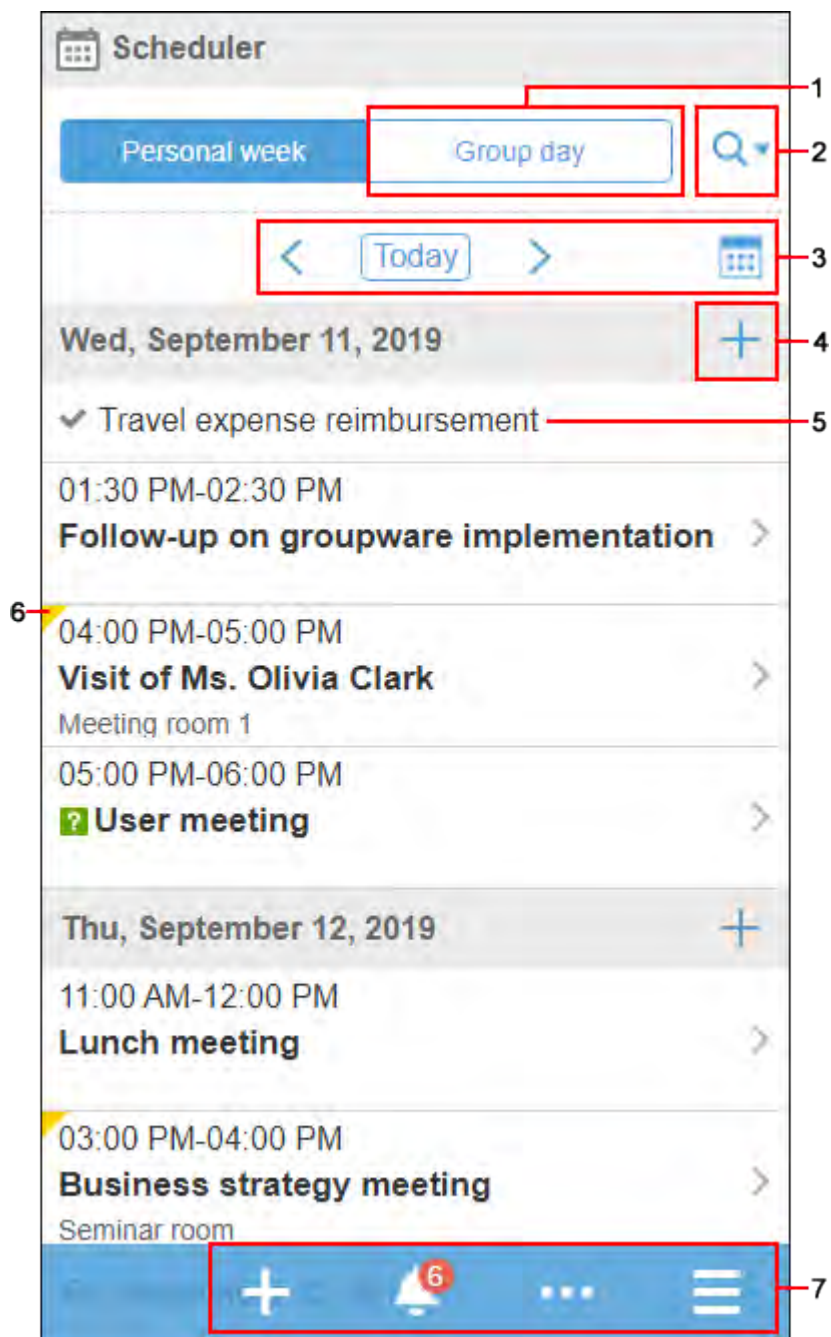 Scheduler
1
Personal week Group day
2
Today
3
Wed, September 11, 2019
4
Travel expense reimbursement
5
01:30 PM-02:30 PM
Follow-up on groupware implementation
6
04:00 PM-05:00 PM
Visit of Ms. Olivia Clark
Meeting room 1
05:00 PM-06:00 PM
? User meeting
Thu, September 12, 2019
11:00 AM-12:00 PM
Lunch meeting
03:00 PM-04:00 PM
Business strategy meeting
Seminar room
6
7